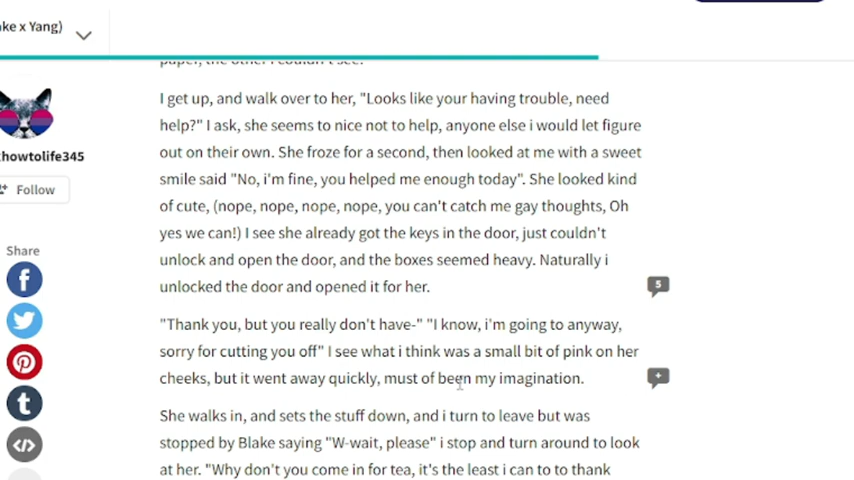 ke x Yang)
I get up, and walk over to her, "Looks like your having trouble, need
help?" I ask, she seems to nice not to help, anyone else i would let figure
out on their own. She froze for a second, then looked at me with a sweet
smile said "No, i'm fine, you helped me enough today". She looked kind
of cute, (nope, nope, nope, nope, you can't catch me gay thoughts, Oh
yes we can!) I see she already got the keys in the door, just couldn't
unlock and open the door, and the boxes seemed heavy. Naturally i
unlocked the door and opened it for her.
5
"Thank you, but you really don't have-" "I know, i'm going to anyway,
sorry for cutting you off" I see what i think was a small bit of pink on her
cheeks, but it went away quickly, must of been my imagination.
+
She walks in, and sets the stuff down, and i turn to leave but was
stopped by Blake saying "W-wait, please" i stop and turn around to look
at her. "Why don't you come in for tea, it's the least i can to to thank
howtolife345
Follow
Share